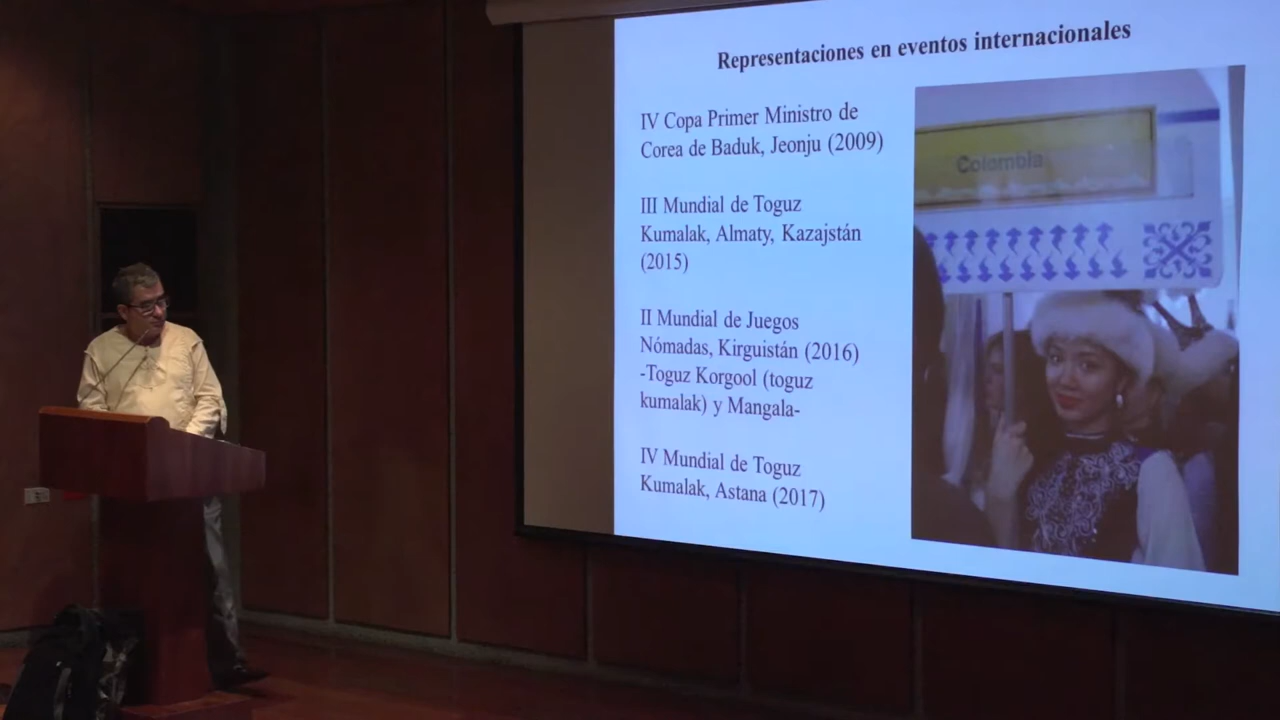 Representaciones en eventos internacionales
IV Copa Primer Ministro de
Corea de Baduk, Jeonju (2009)
III Mundial de Toguz
Kumalak, Almaty, Kazajstán
(2015)
II Mundial de Juegos
Nómadas, Kirguistán (2016)
-Toguz Korgool (toguz
kumalak) y Mangala-
IV Mundial de Toguz
Kumalak, Astana (2017)
Colombia